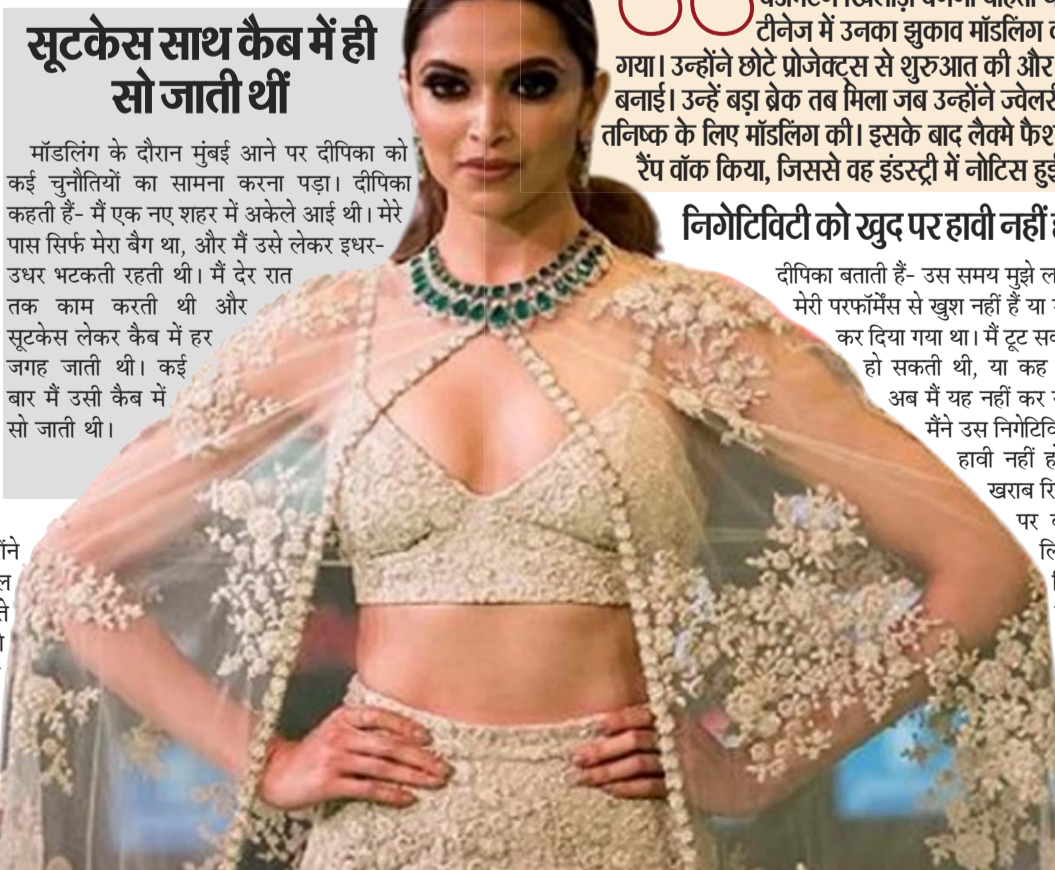 सूटकेस साथ कैब में ही
सो जाती थीं
मॉडलिंग के दौरान मुंबई आने पर दीपिका को
कई चुनौतियों का सामना करना पड़ा। दीपिका
कहती हैं- मैं एक नए शहर में अकेले आई थी। मेरे
पास सिर्फ मेरा बैग था, और मैं उसे लेकर इधर-
उधर भटकती रहती थी। मैं देर रात
तक काम करती थी और
सूटकेस लेकर कैब में हर
जगह जाती थी। कई
बार मैं उसी कैब में
सो जाती थी।
टीनेज में उनका झुकाव मॉडलिंग
गया। उन्होंने छोटे प्रोजेक्ट्स से शुरुआत की और
बनाई। उन्हें बड़ा ब्रेक तब मिला जब उन्होंने ज्वेलरी
तनिष्क के लिए मॉडलिंग की। इसके बाद लैक्मे
रैंप वॉक किया, जिससे वह इंडस्ट्री में नोटिस हुई
निगेटिविटी को खुद पर हावी नहीं
दीपिका बताती हैं- उस समय मुझे
मेरी परफॉर्मेंस से खुश नहीं हैं या
कर दिया गया था। मैं टूट
हो सकती थी, या कह
अब मैं यह नहीं कर
मैंने उस
हावी नहीं
खराब
पर